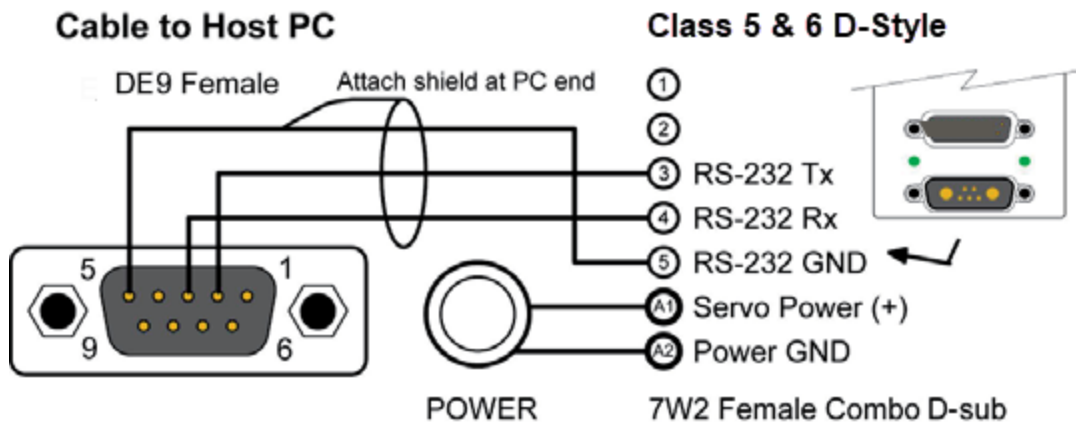 Cable to Host PC
Class 5 & 6 D-Style
DE9 Female
Attach shield at PC end
1
2
3 RS-232 Tx
4 RS-232 Rx
5 RS-232 GND
A1 Servo Power (+)
A2 Power GND
5
1
9
6
POWER
7W2 Female Combo D-sub